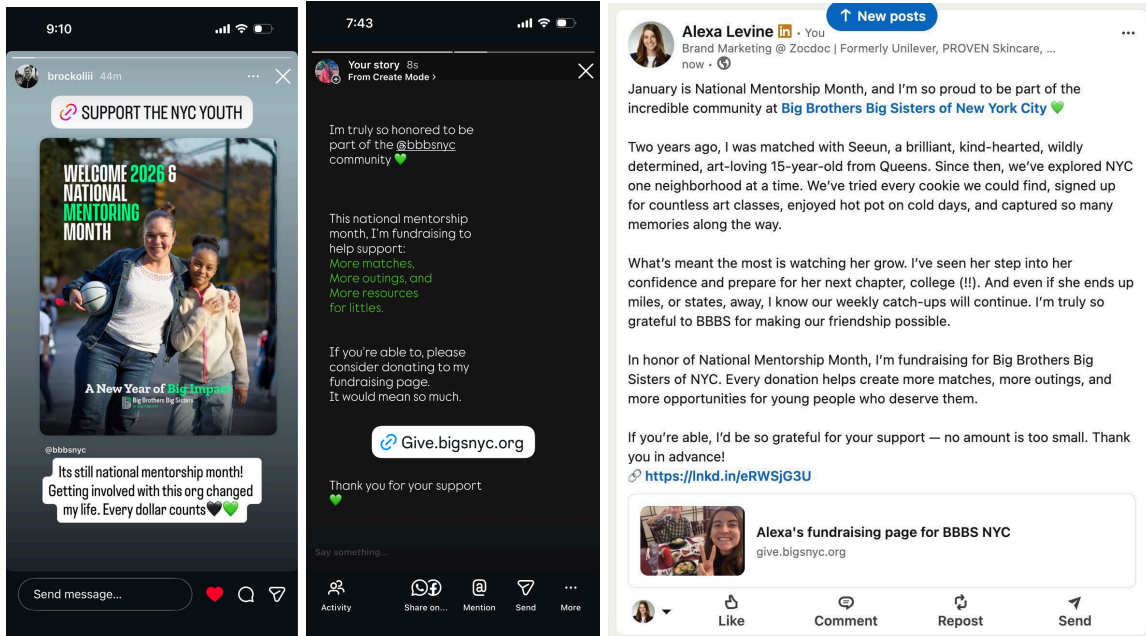 9:10
brockoliii 44m
SUPPORT THE NYC YOUTH
WELCOME 2026 &
NATIONAL
MENTORING
MONTH
A New Year of Big Impact
Big Brothers Big Sisters
@bbbsnyc
Its still national mentorship month!
Getting involved with this org changed
my life. Every dollar counts🖤💚
Send message...
7:43
Your story 8s
From Create Mode >
Im truly so honored to be
part of the @bbbsnyc
community 💚
This national mentorship
month, I'm fundraising to
help support:
More matches,
More outings, and
More resources
for littles.
If you're able to, please
consider donating to my
fundraising page.
It would mean so much.
Give.bigsnyc.org
Thank you for your support
💚
Say something...
Activity
Share on...
Mention
Send
More
↑ New posts
Alexa Levine in • You
Brand Marketing @ Zocdoc | Formerly Unilever, PROVEN Skincare, ...
now •
January is National Mentorship Month, and I'm so proud to be part of the
incredible community at Big Brothers Big Sisters of New York City 💚
Two years ago, I was matched with Seeun, a brilliant, kind-hearted, wildly
determined, art-loving 15-year-old from Queens. Since then, we've explored NYC
one neighborhood at a time. We've tried every cookie we could find, signed up
for countless art classes, enjoyed hot pot on cold days, and captured so many
memories along the way.
What's meant the most is watching her grow. I've seen her step into her
confidence and prepare for her next chapter, college (!!). And even if she ends up
miles, or states, away, I know our weekly catch-ups will continue. I'm truly so
grateful to BBBS for making our friendship possible.
In honor of National Mentorship Month, I'm fundraising for Big Brothers Big
Sisters of NYC. Every donation helps create more matches, more outings, and
more opportunities for young people who deserve them.
If you're able, I'd be so grateful for your support — no amount is too small. Thank
you in advance!
🔗 https://lnkd.in/eRWSjG3U
Alexa's fundraising page for BBBS NYC
give.bigsnyc.org
Like
Comment
Repost
Send